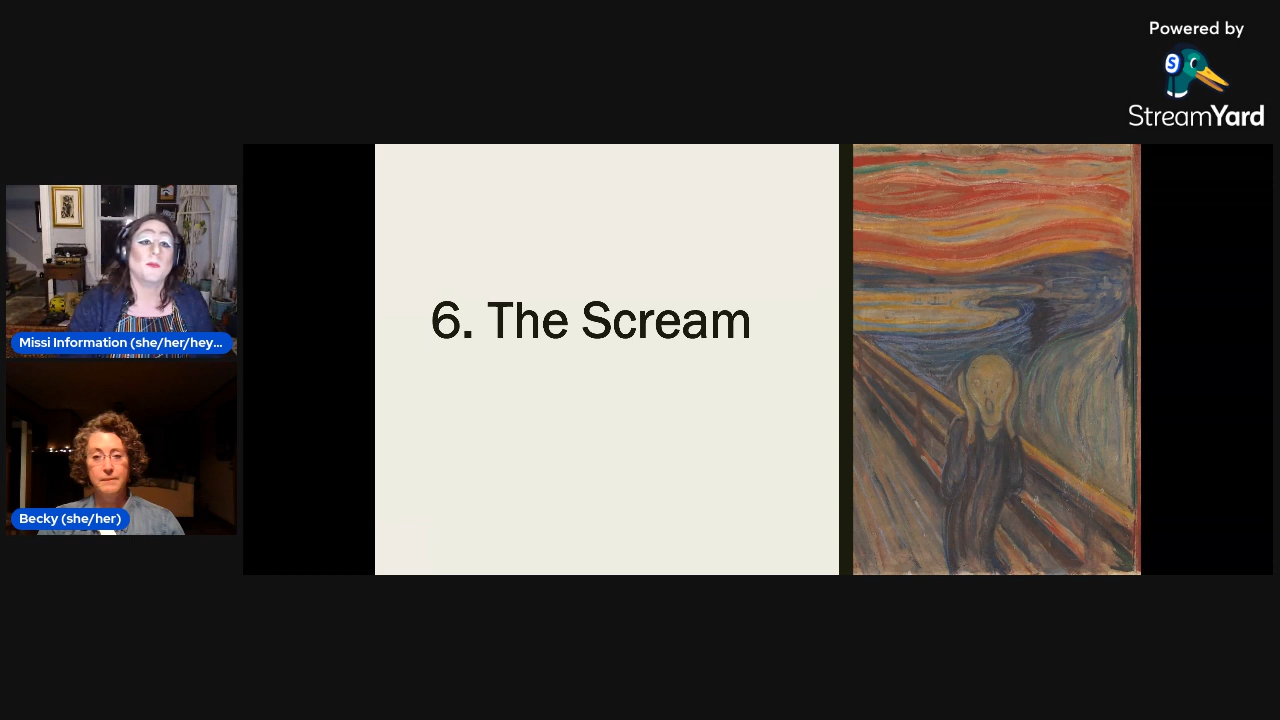 Powered by
S
StreamYard
6. The Scream
Missi Information (she/her/hey...
Becky (she/her)